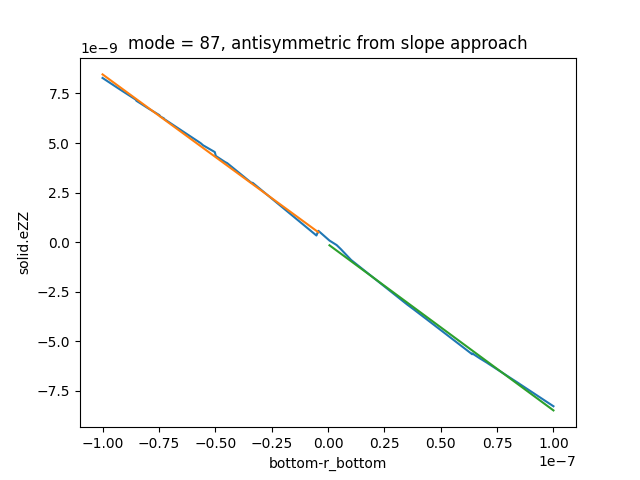 mode = 87, antisymmetric from slope approach
1e−9
7.5
5.0
2.5
0.0
−2.5
−5.0
−7.5
solid.eZZ
−1.00 −0.75 −0.50 −0.25 0.00 0.25 0.50 0.75 1.00
bottom-r_bottom
1e−7